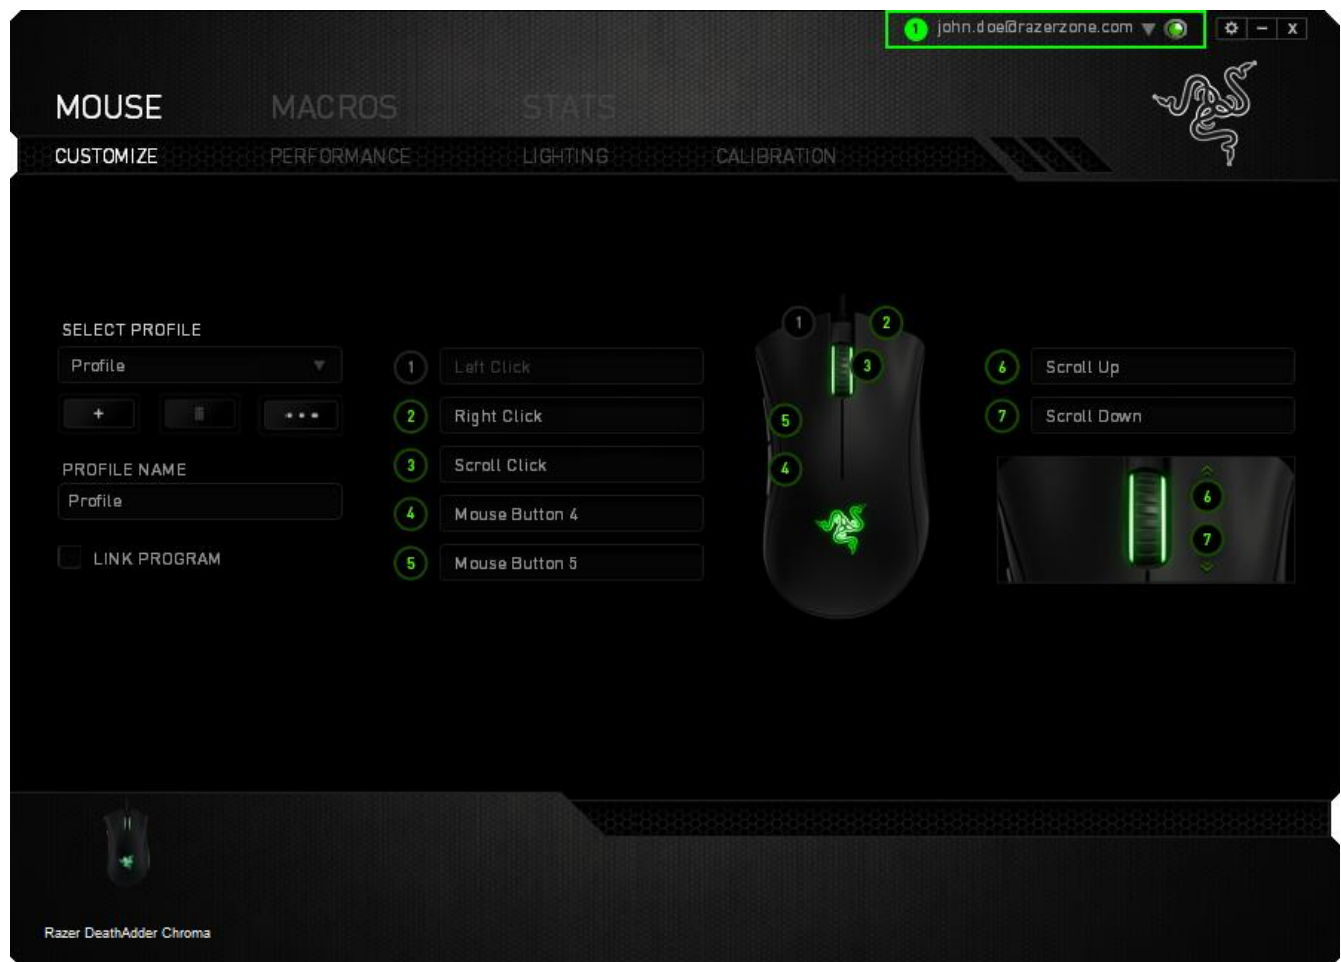 1 john.doe@razerzone.com
– x
MOUSE MACROS STATS
CUSTOMIZE PERFORMANCE LIGHTING CALIBRATION
SELECT PROFILE
Profile
+ •••
PROFILE NAME
Profile
LINK PROGRAM
1 Left Click
2 Right Click
3 Scroll Click
4 Mouse Button 4
5 Mouse Button 5
1 2
3
5
4
6 Scroll Up
7 Scroll Down
6
7
Razer DeathAdder Chroma